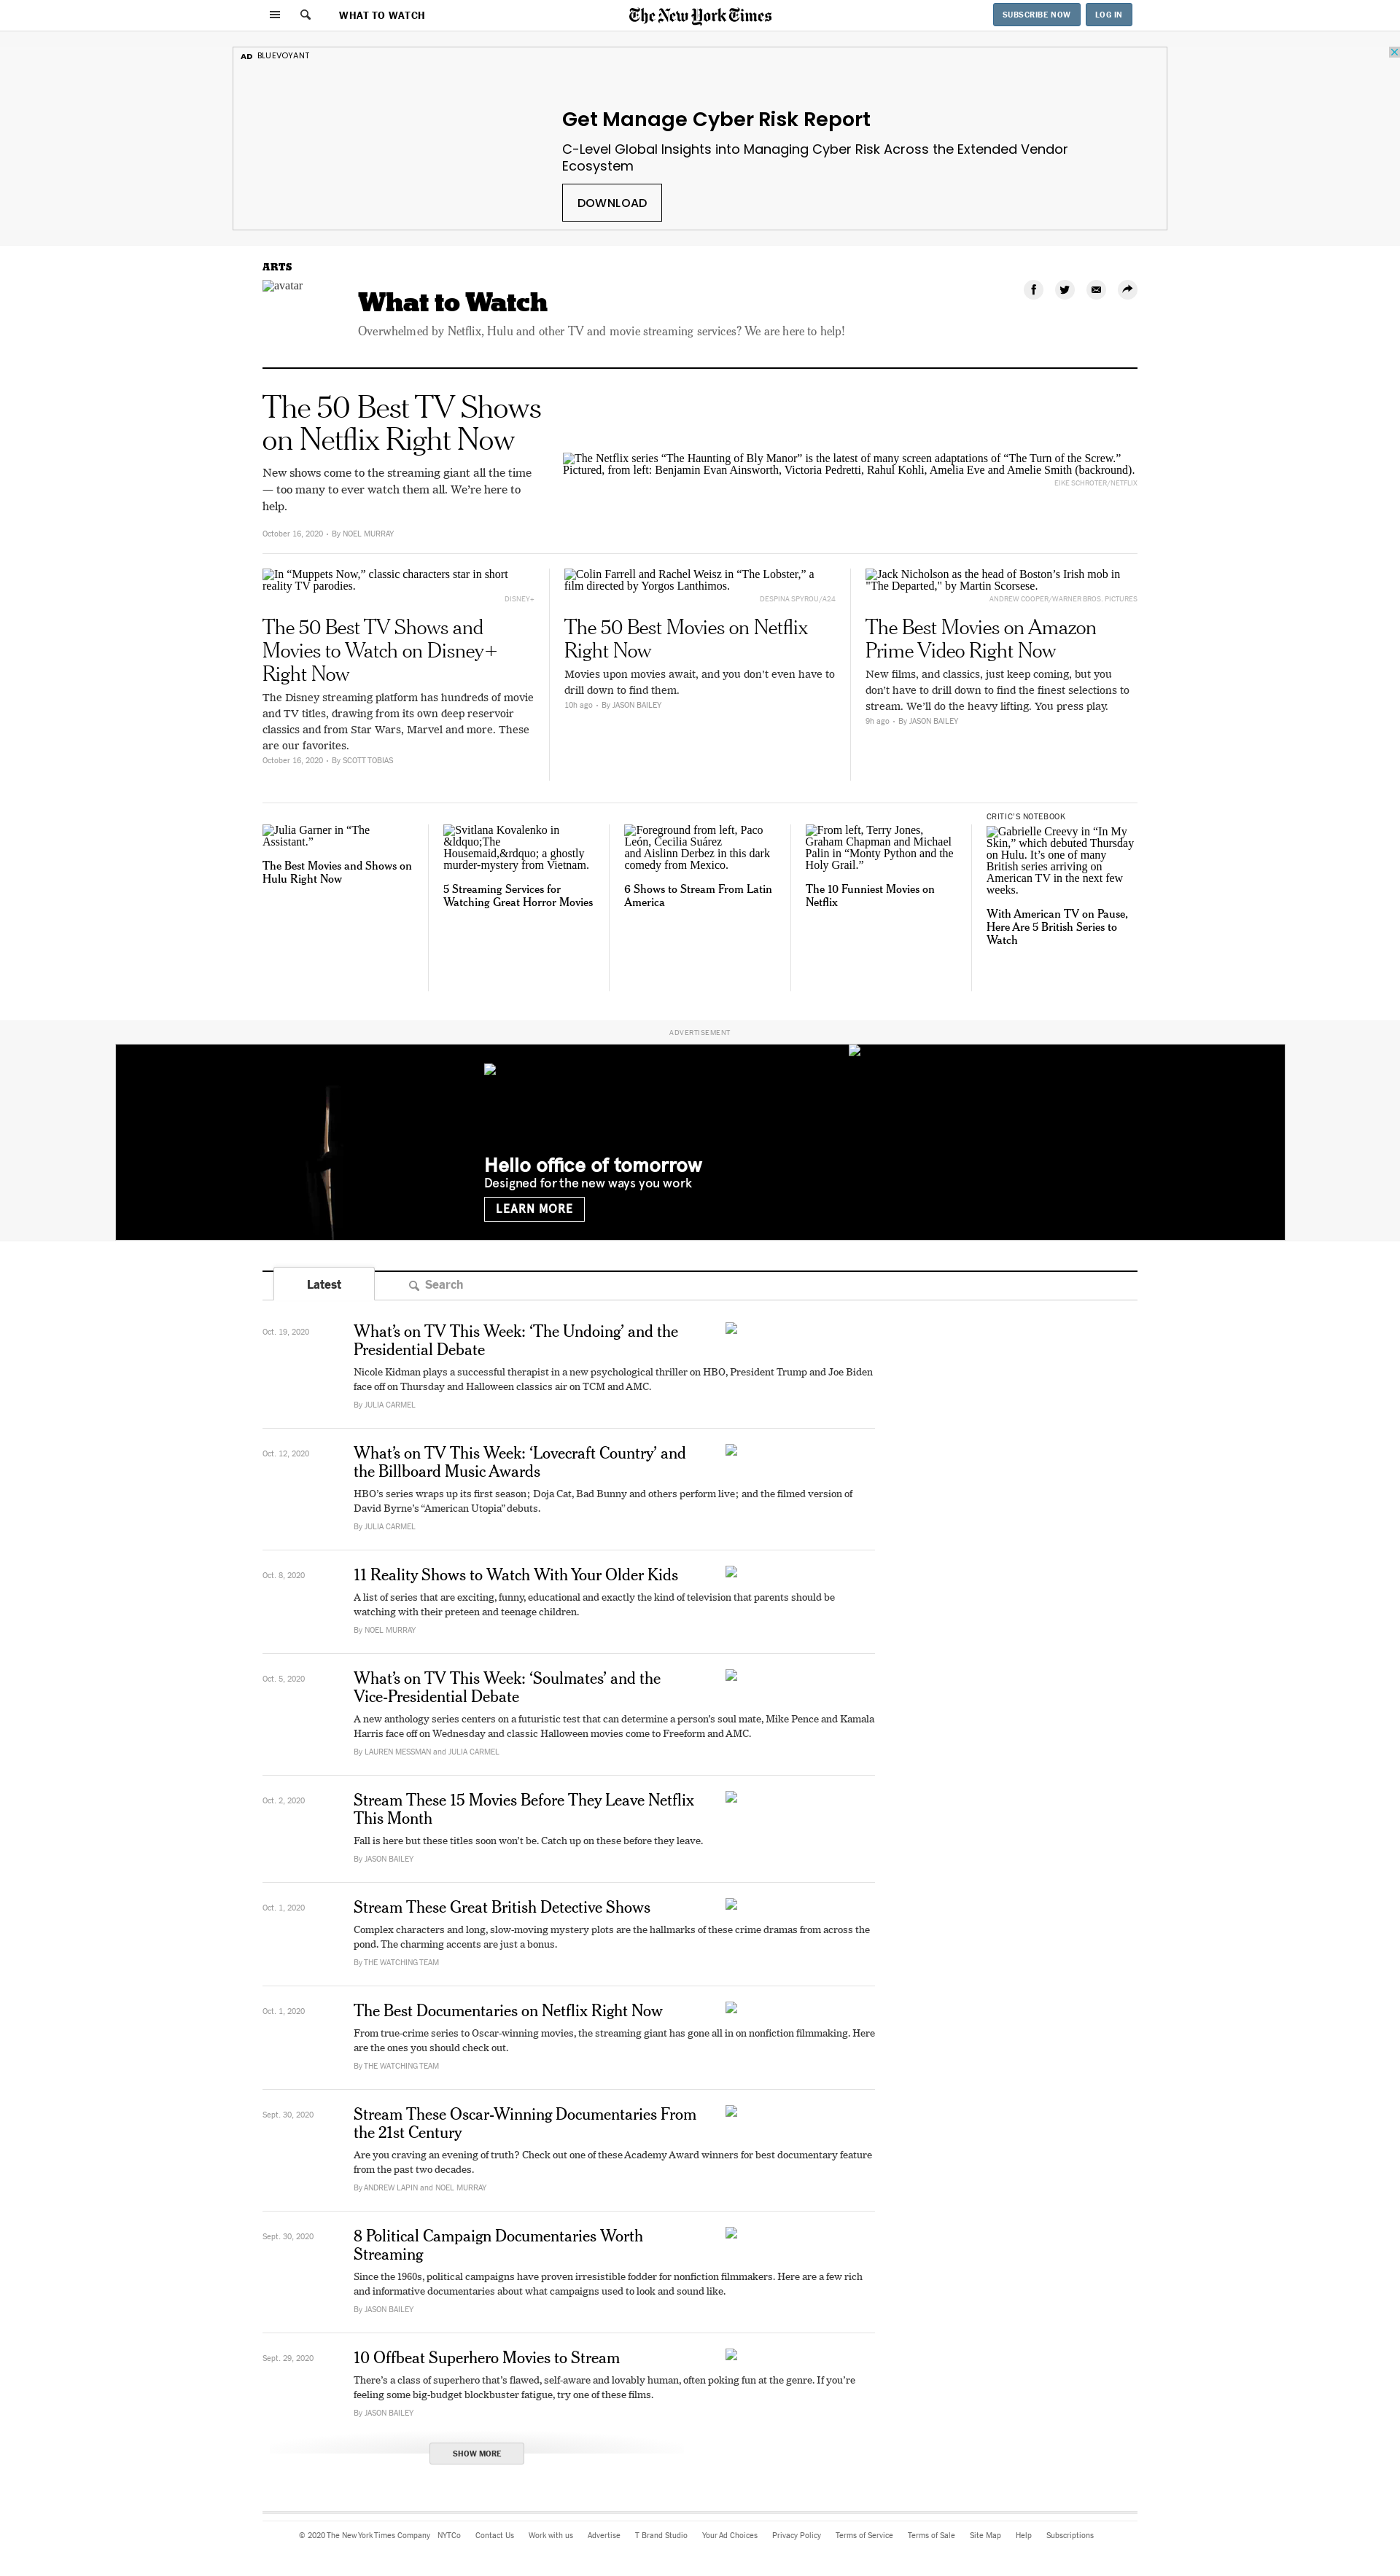 WHAT TO WATCH
The New York Times
SUBSCRIBE NOW
LOG IN
AD BLUEVOYANT
Get Manage Cyber Risk Report
C-Level Global Insights into Managing Cyber Risk Across the Extended Vendor
Ecosystem
DOWNLOAD
ARTS
avatar
What to Watch
Overwhelmed by Netflix, Hulu and other TV and movie streaming services? We are here to help!
The 50 Best TV Shows
on Netflix Right Now
New shows come to the streaming giant all the time
— too many to ever watch them all. We’re here to
help.
October 16, 2020 • By NOEL MURRAY
The Netflix series “The Haunting of Bly Manor” is the latest of many screen adaptations of “The Turn of the Screw.”
Pictured, from left: Benjamin Evan Ainsworth, Victoria Pedretti, Rahul Kohli, Amelia Eve and Amelie Smith (backround).
EIKE SCHROTER/NETFLIX
In “Muppets Now,” classic characters star in short
reality TV parodies.
DISNEY+
The 50 Best TV Shows and
Movies to Watch on Disney+
Right Now
The Disney streaming platform has hundreds of movie
and TV titles, drawing from its own deep reservoir
classics and from Star Wars, Marvel and more. These
are our favorites.
October 16, 2020 • By SCOTT TOBIAS
Colin Farrell and Rachel Weisz in “The Lobster,” a
film directed by Yorgos Lanthimos.
DESPINA SPYROU/A24
The 50 Best Movies on Netflix
Right Now
Movies upon movies await, and you don’t even have to
drill down to find them.
10h ago • By JASON BAILEY
Jack Nicholson as the head of Boston’s Irish mob in
"The Departed," by Martin Scorsese.
ANDREW COOPER/WARNER BROS. PICTURES
The Best Movies on Amazon
Prime Video Right Now
New films, and classics, just keep coming, but you
don’t have to drill down to find the finest selections to
stream. We’ll do the heavy lifting. You press play.
9h ago • By JASON BAILEY
Julia Garner in “The
Assistant.”
The Best Movies and Shows on
Hulu Right Now
Svitlana Kovalenko in
&ldquo;The
Housemaid,&rdquo; a ghostly
murder-mystery from Vietnam.
5 Streaming Services for
Watching Great Horror Movies
Foreground from left, Paco
León, Cecilia Suárez
and Aislinn Derbez in this dark
comedy from Mexico.
6 Shows to Stream From Latin
America
From left, Terry Jones,
Graham Chapman and Michael
Palin in “Monty Python and the
Holy Grail.”
The 10 Funniest Movies on
Netflix
CRITIC’S NOTEBOOK
Gabrielle Creevy in “In My
Skin,” which debuted Thursday
on Hulu. It’s one of many
British series arriving on
American TV in the next few
weeks.
With American TV on Pause,
Here Are 5 British Series to
Watch
ADVERTISEMENT
Hello office of tomorrow
Designed for the new ways you work
LEARN MORE
Latest
Search
Oct. 19, 2020
What’s on TV This Week: ‘The Undoing’ and the
Presidential Debate
Nicole Kidman plays a successful therapist in a new psychological thriller on HBO, President Trump and Joe Biden
face off on Thursday and Halloween classics air on TCM and AMC.
By JULIA CARMEL
Oct. 12, 2020
What’s on TV This Week: ‘Lovecraft Country’ and
the Billboard Music Awards
HBO’s series wraps up its first season; Doja Cat, Bad Bunny and others perform live; and the filmed version of
David Byrne’s “American Utopia” debuts.
By JULIA CARMEL
Oct. 8, 2020
11 Reality Shows to Watch With Your Older Kids
A list of series that are exciting, funny, educational and exactly the kind of television that parents should be
watching with their preteen and teenage children.
By NOEL MURRAY
Oct. 5, 2020
What’s on TV This Week: ‘Soulmates’ and the
Vice-Presidential Debate
A new anthology series centers on a futuristic test that can determine a person’s soul mate, Mike Pence and Kamala
Harris face off on Wednesday and classic Halloween movies come to Freeform and AMC.
By LAUREN MESSMAN and JULIA CARMEL
Oct. 2, 2020
Stream These 15 Movies Before They Leave Netflix
This Month
Fall is here but these titles soon won’t be. Catch up on these before they leave.
By JASON BAILEY
Oct. 1, 2020
Stream These Great British Detective Shows
Complex characters and long, slow-moving mystery plots are the hallmarks of these crime dramas from across the
pond. The charming accents are just a bonus.
By THE WATCHING TEAM
Oct. 1, 2020
The Best Documentaries on Netflix Right Now
From true-crime series to Oscar-winning movies, the streaming giant has gone all in on nonfiction filmmaking. Here
are the ones you should check out.
By THE WATCHING TEAM
Sept. 30, 2020
Stream These Oscar-Winning Documentaries From
the 21st Century
Are you craving an evening of truth? Check out one of these Academy Award winners for best documentary feature
from the past two decades.
By ANDREW LAPIN and NOEL MURRAY
Sept. 30, 2020
8 Political Campaign Documentaries Worth
Streaming
Since the 1960s, political campaigns have proven irresistible fodder for nonfiction filmmakers. Here are a few rich
and informative documentaries about what campaigns used to look and sound like.
By JASON BAILEY
Sept. 29, 2020
10 Offbeat Superhero Movies to Stream
There’s a class of superhero that’s flawed, self-aware and lovably human, often poking fun at the genre. If you’re
feeling some big-budget blockbuster fatigue, try one of these films.
By JASON BAILEY
SHOW MORE
© 2020 The New York Times Company NYTCo Contact Us Work with us Advertise T Brand Studio Your Ad Choices Privacy Policy Terms of Service Terms of Sale Site Map Help Subscriptions